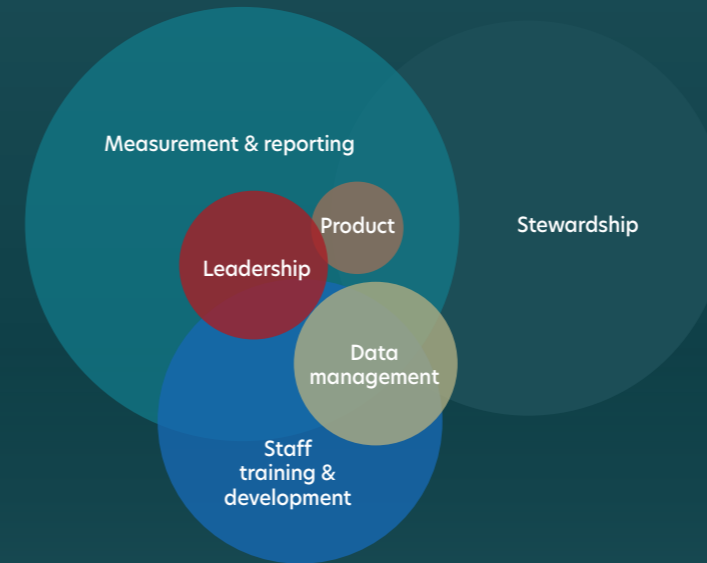 Measurement & reporting
Product
Stewardship
Leadership
Data
management
Staff
training &
development